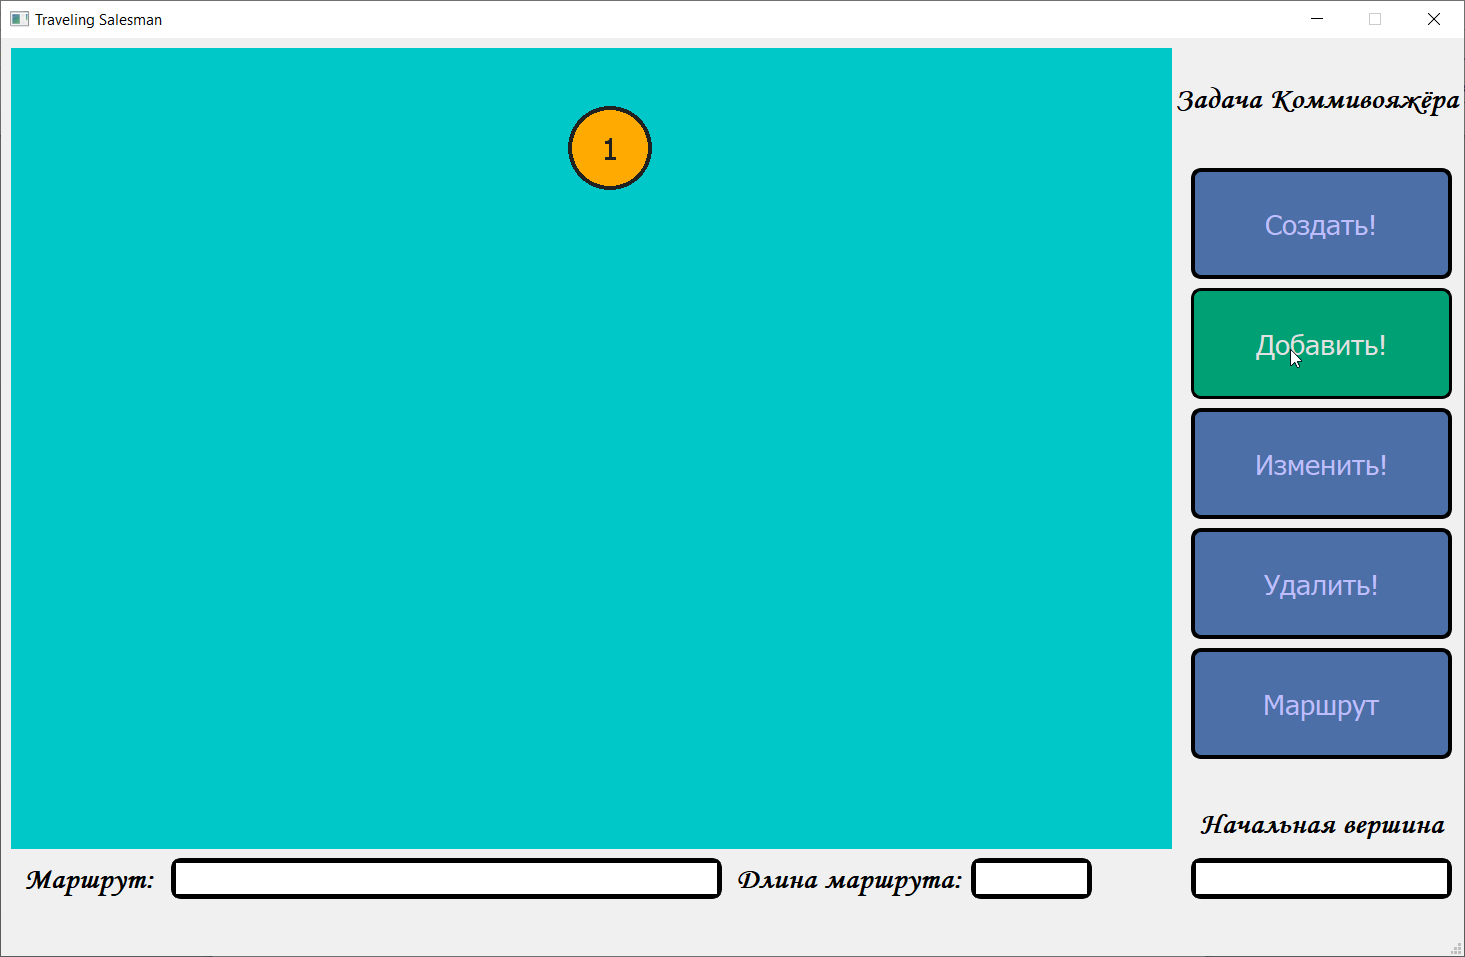 Traveling Salesman
1
Задача Коммивояжёра
Создать!
Добавить!
Изменить!
Удалить!
Маршрут
Начальная вершина
Маршрут:
Длина маршрута: